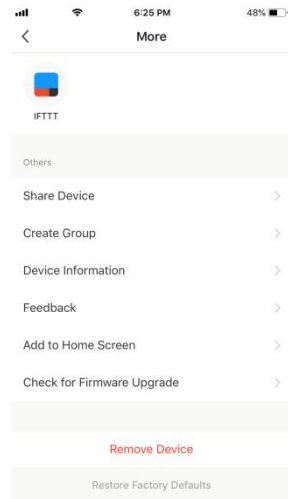 6:25 PM
48%
More
IFTTT
Others
Share Device
Create Group
Device Information
Feedback
Add to Home Screen
Check for Firmware Upgrade
Remove Device
Restore Factory Defaults